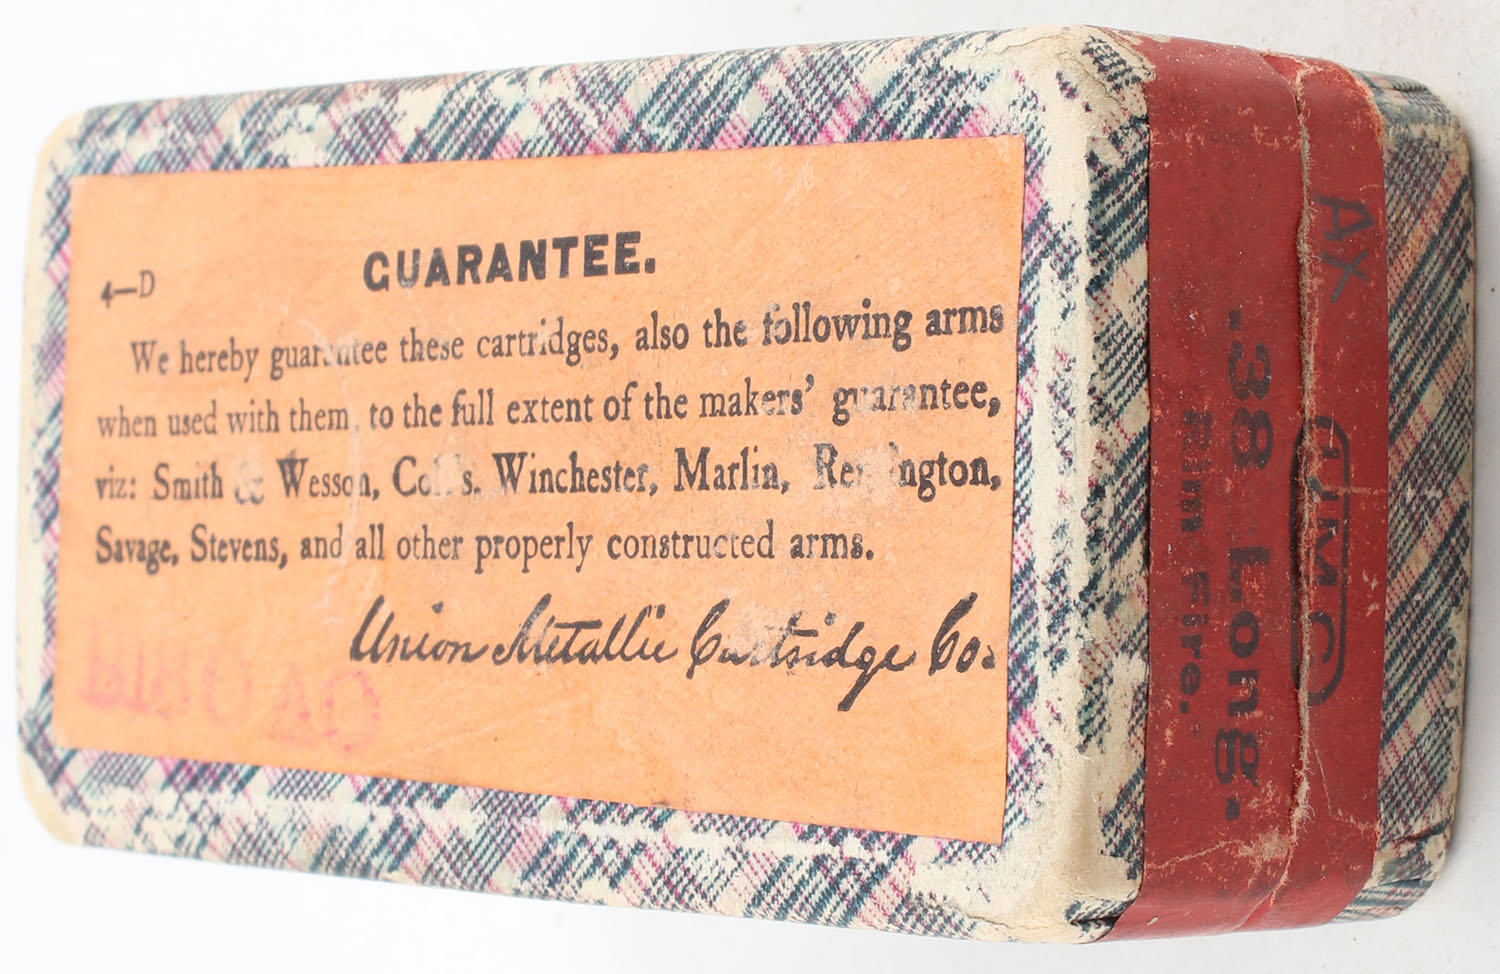 4—D
GUARANTEE.
We hereby guarantee these cartridges, also the following arms
when used with them, to the full extent of the makers' guarantee,
viz: Smith & Wesson, Colt's, Winchester, Marlin, Remington,
Savage, Stevens, and all other properly constructed arms.
Union Metallic Cartridge Co.
AX
UMC
.38 Long.
Rim Fire.